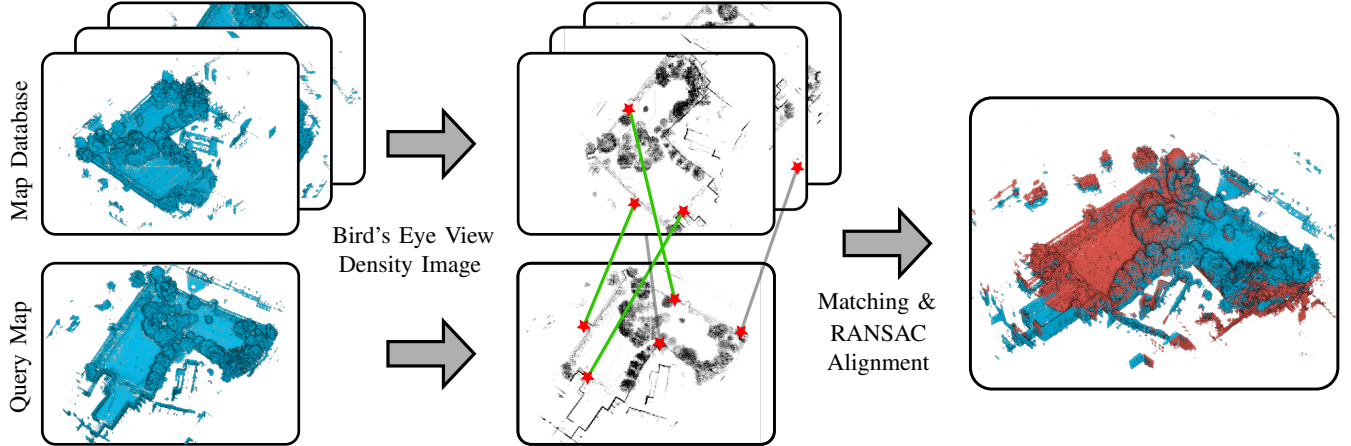 Map Database
Query Map
Bird's Eye View
Density Image
Matching &
RANSAC
Alignment